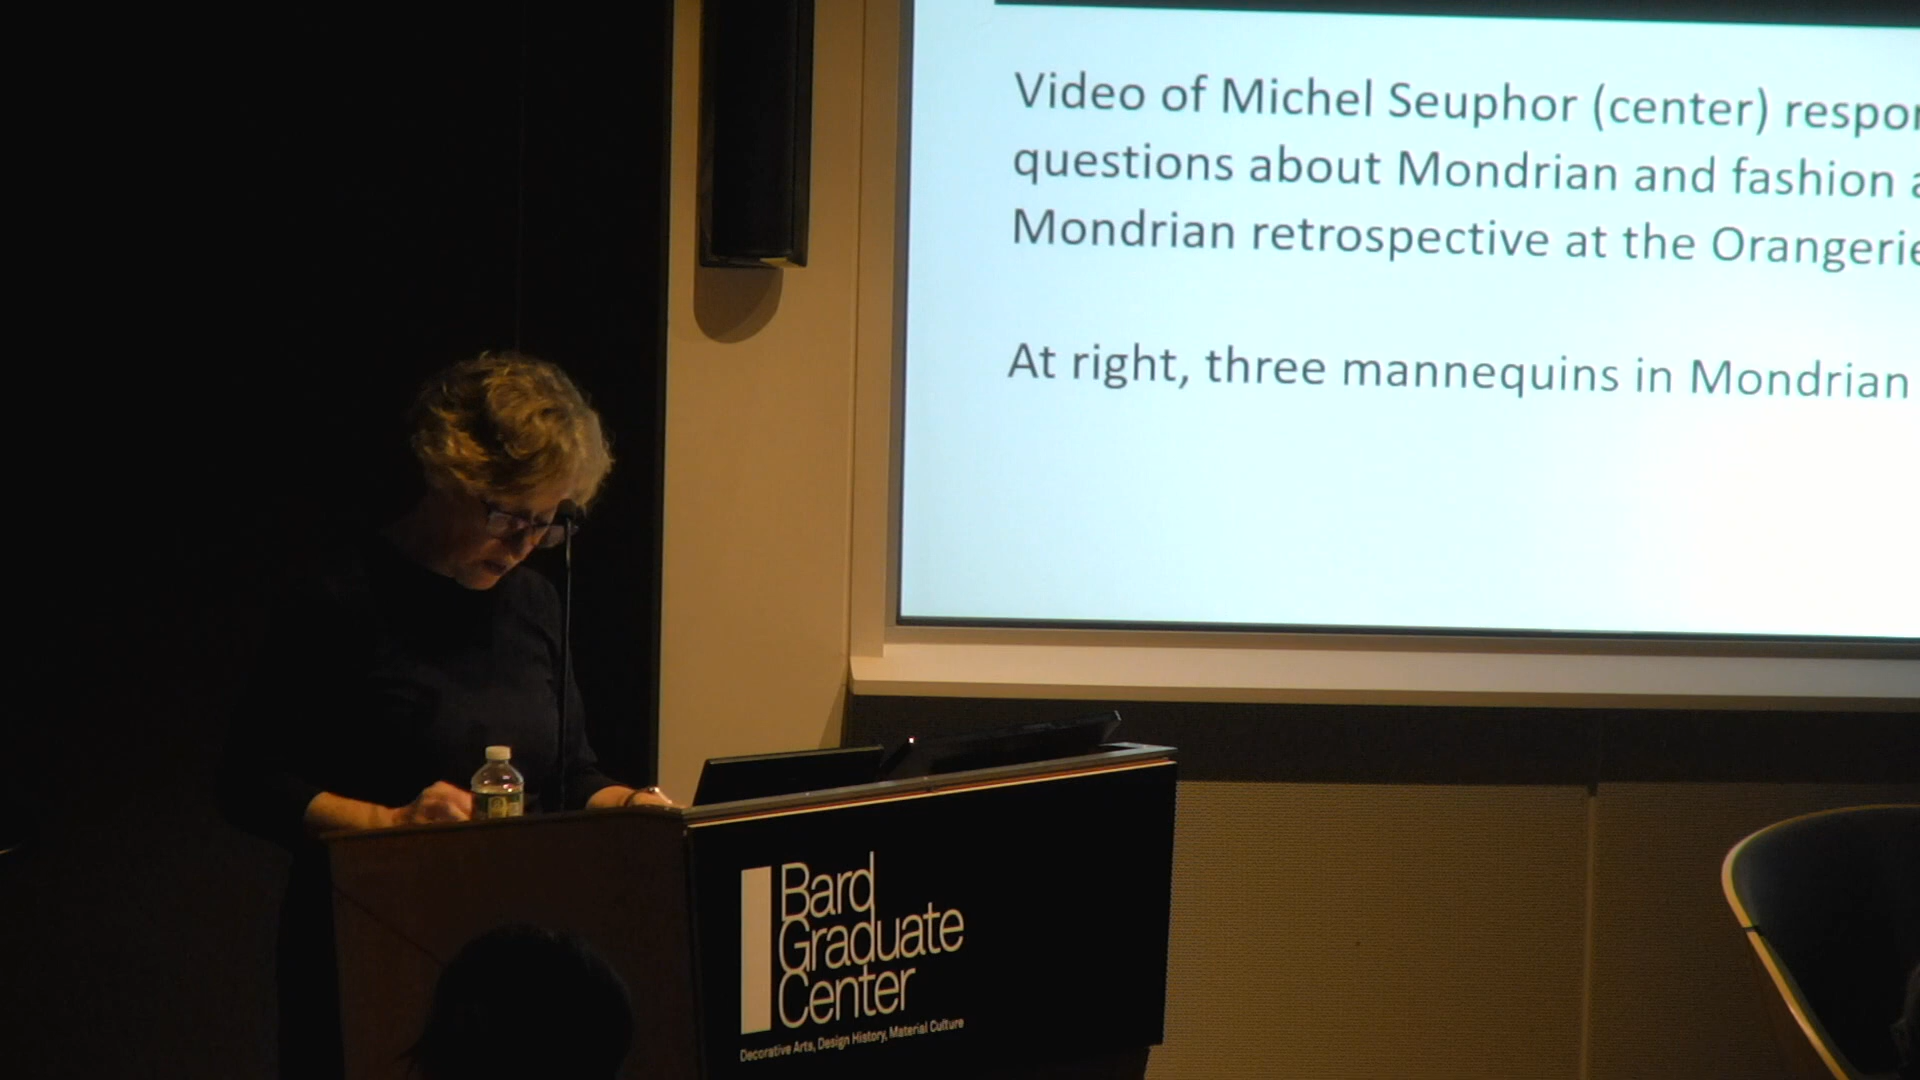 Video of Michel Seuphor (center) respon
questions about Mondrian and fashion a
Mondrian retrospective at the Orangerie
At right, three mannequins in Mondrian
Bard
Graduate
Center
Decorative Arts, Design History, Material Culture